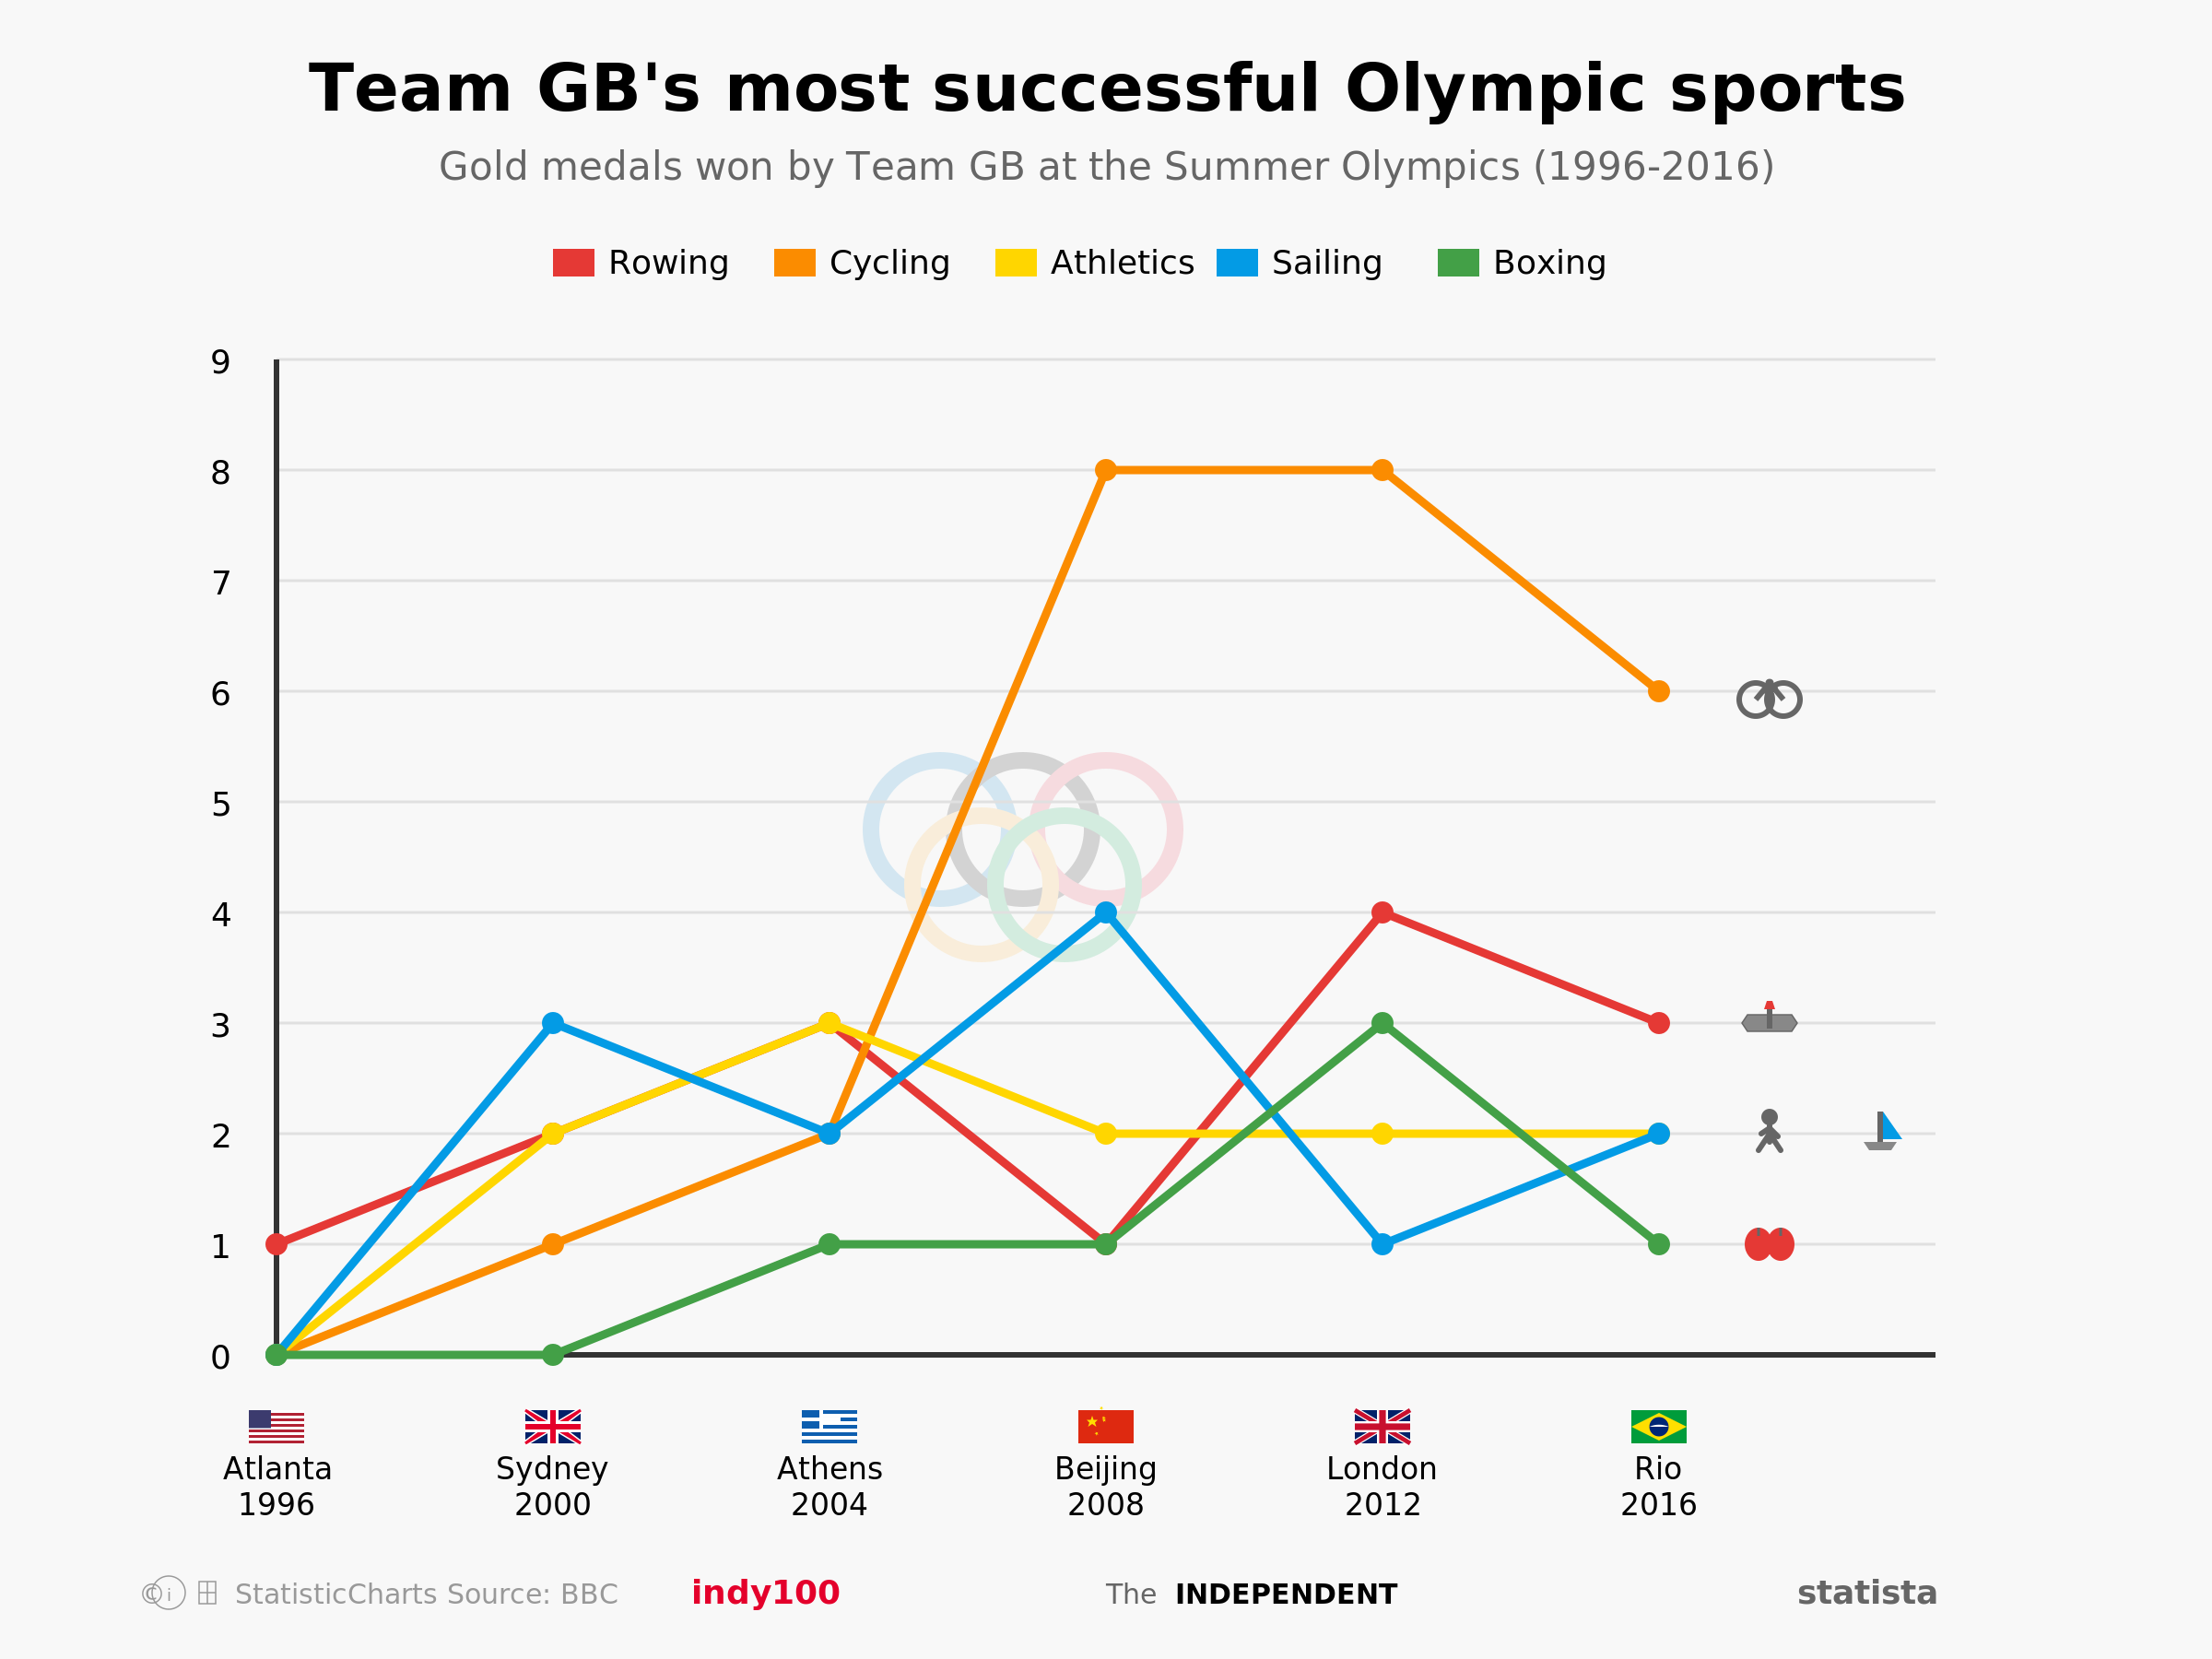 Team GB's most successful Olympic sports
Gold medals won by Team GB at the Summer Olympics (1996-2016)
Rowing Cycling Athletics Sailing Boxing
9
8
7
6
5
4
3
2
1
0
Atlanta Sydney Athens Beijing London Rio
1996 2000 2004 2008 2012 2016
© i StatisticCharts Source: BBC indy100 The INDEPENDENT statista